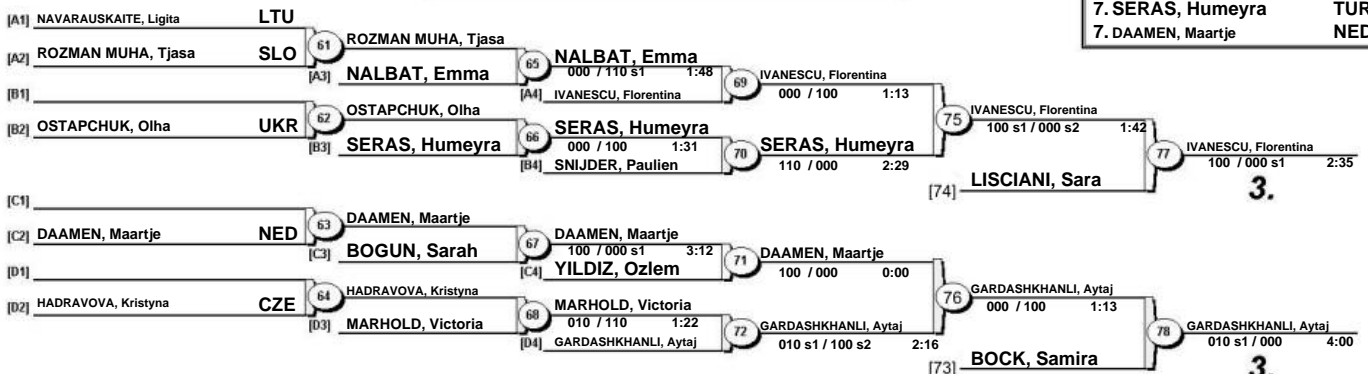 7. SERAS, Humeyra TUR
7. DAAMEN, Maartje NED
[A1] NAVARAUSKAITE, Ligita LTU
61 ROZMAN MUHA, Tjasa
[A2] ROZMAN MUHA, Tjasa SLO
[A3] NALBAT, Emma
65 NALBAT, Emma
000 / 110 s1 1:48
[A4] IVANESCU, Florentina
69 IVANESCU, Florentina
000 / 100 1:13
[B1]
62 OSTAPCHUK, Olha
[B2] OSTAPCHUK, Olha UKR
[B3] SERAS, Humeyra
66 SERAS, Humeyra
000 / 100 1:31
[B4] SNIJDER, Paulien
70 SERAS, Humeyra
110 / 000 2:29
75 IVANESCU, Florentina
100 s1 / 000 s2 1:42
[74] LISCIANI, Sara
77 IVANESCU, Florentina
100 / 000 s1 2:35
3.
[C1]
63 DAAMEN, Maartje
[C2] DAAMEN, Maartje NED
[C3] BOGUN, Sarah
67 DAAMEN, Maartje
100 / 000 s1 3:12
[C4] YILDIZ, Ozlem
71 DAAMEN, Maartje
100 / 000 0:00
[D1]
64 HADRAVOVA, Kristyna
[D2] HADRAVOVA, Kristyna CZE
[D3] MARHOLD, Victoria
68 MARHOLD, Victoria
010 / 110 1:22
[D4] GARDASHKHANLI, Aytaj
72 GARDASHKHANLI, Aytaj
010 s1 / 100 s2 2:16
76 GARDASHKHANLI, Aytaj
000 / 100 1:13
[73] BOCK, Samira
78 GARDASHKHANLI, Aytaj
010 s1 / 000 4:00
3.